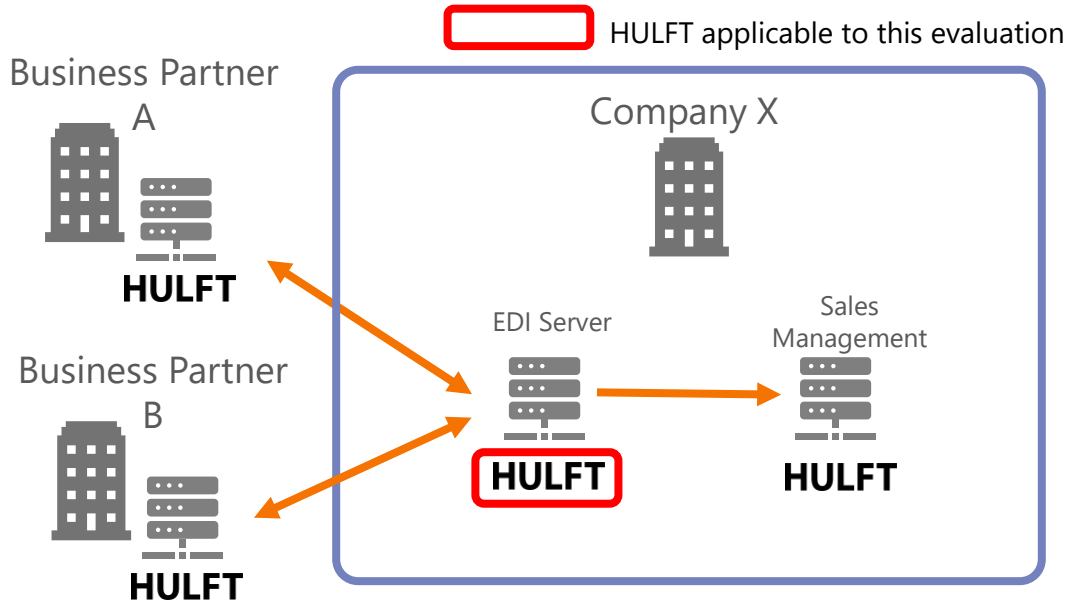 HULFT applicable to this evaluation
Business Partner
A
HULFT
Business Partner
B
HULFT
Company X
EDI Server
HULFT
Sales
Management
HULFT